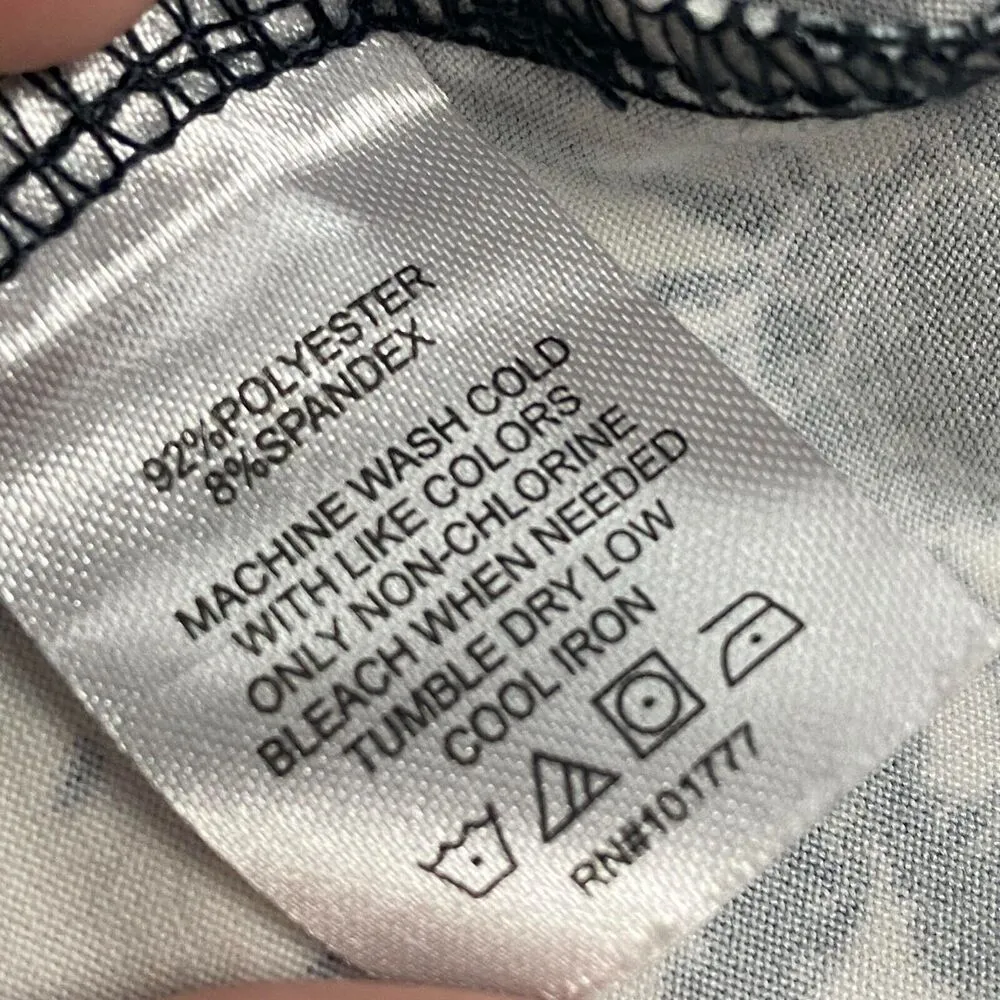 92%POLYESTER
8%SPANDEX
MACHINE WASH COLD
WITH LIKE COLORS
ONLY NON-CHLORINE
BLEACH WHEN NEEDED
TUMBLE DRY LOW
COOL IRON
RN#101777